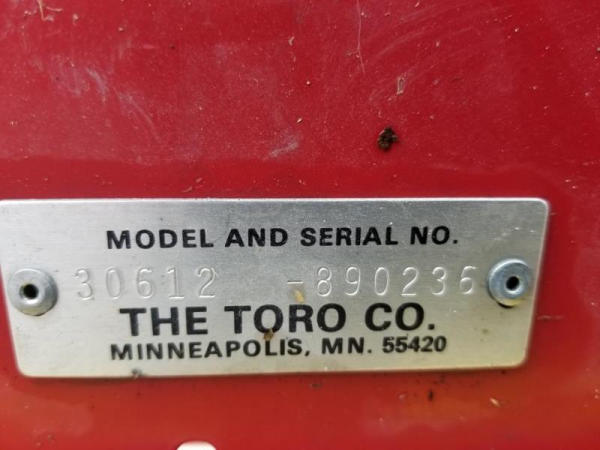 MODEL AND SERIAL NO.
30612 -890236
THE TORO CO.
MINNEAPOLIS, MN. 55420